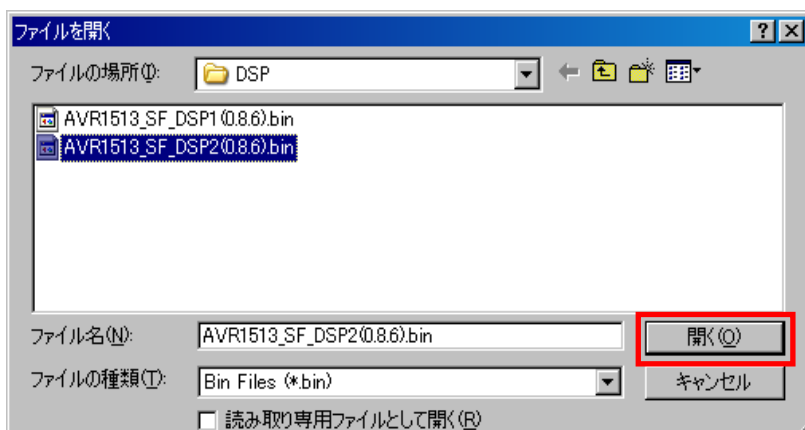 ファイルを開く
ファイルの場所(I): DSP
AVR1513_SF_DSP1(0.8.6).bin
AVR1513_SF_DSP2(0.8.6).bin
ファイル名(N): AVR1513_SF_DSP2(0.8.6).bin 開く(O)
ファイルの種類(T): Bin Files (*.bin) キャンセル
読み取り専用ファイルとして開く(R)